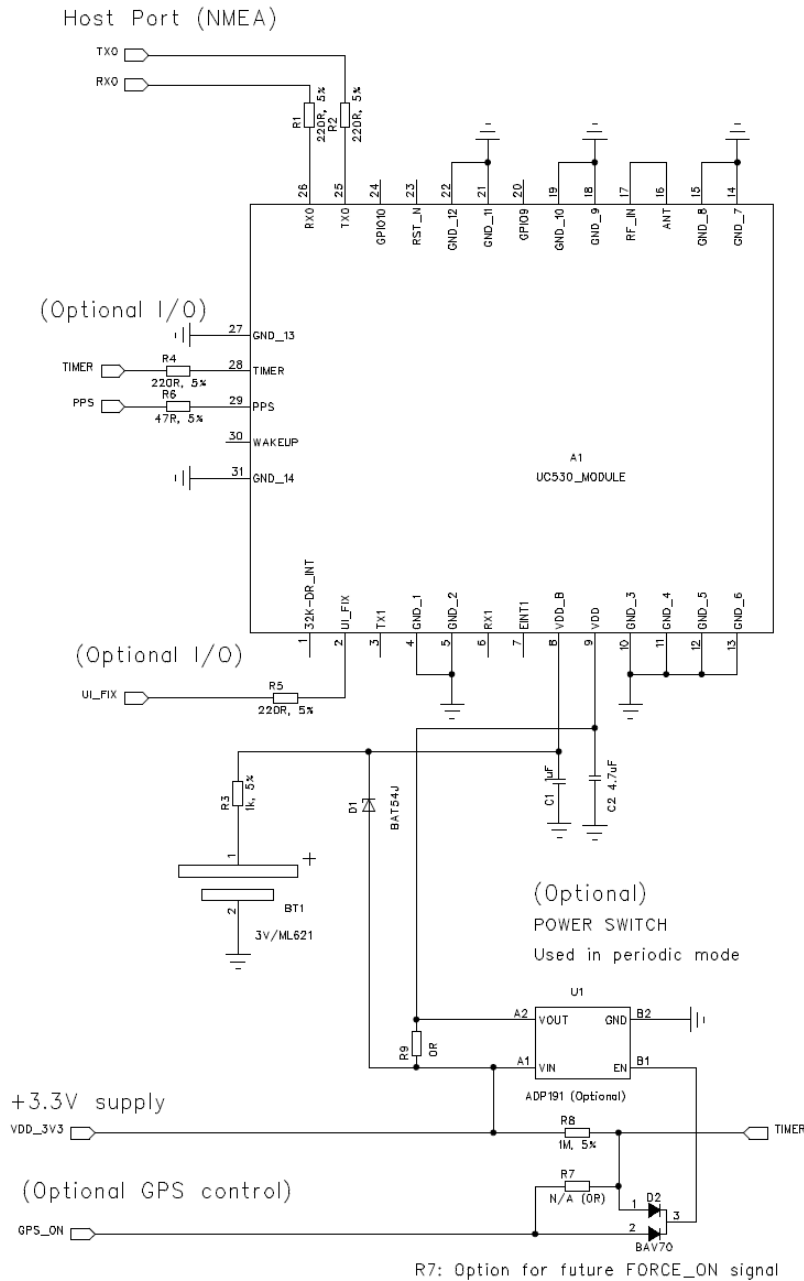 Host Port (NMEA)
TX0
RX0
R1
220R, 5%
R2
220R, 5%
26
25
24
23
22
21
20
19
18
17
16
15
14
RX0
TX0
GPIO10
RST_N
GND_12
GND_11
GPIO9
GND_10
GND_9
RF_IN
ANT
GND_8
GND_7
(Optional I/O)
27
GND_13
TIMER
R4
220R, 5%
28
TIMER
PPS
R6
47R, 5%
29
PPS
30
WAKEUP
31
GND_14
A1
UC530_MODULE
32K-DR_INT
UI_FIX
TX1
GND_1
GND_2
RX1
EINT1
VDD_B
VDD
GND_3
GND_4
GND_5
GND_6
1
2
3
4
5
6
7
8
9
10
11
12
13
(Optional I/O)
UI_FIX
R5
220R, 5%
R3
1k, 5%
D1
BAT54J
C1
1uF
C2 4.7uF
1
+
2
BT1
3V/ML621
(Optional)
POWER SWITCH
Used in periodic mode
U1
A2
VOUT
GND
B2
R9
0R
A1
VIN
EN
B1
ADP191 (Optional)
+3.3V supply
VDD_3V3
R8
1M, 5%
TIMER
(Optional GPS control)
R7
N/A (0R)
D2
1
3
GPS_ON
2
BAV70
R7: Option for future FORCE_ON signal